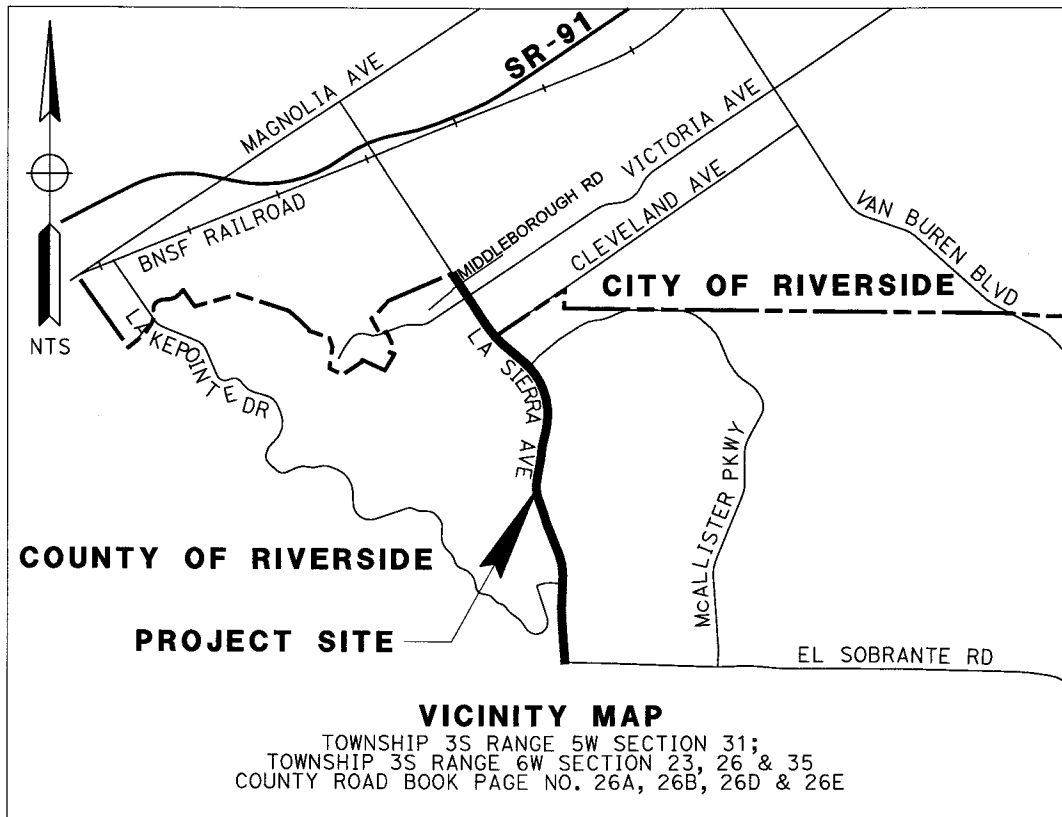 MAGNOLIA AVE
SR-91
BNSF RAILROAD
MIDDLEBOROUGH RD
VICTORIA AVE
CLEVELAND AVE
VAN BUREN BLVD
CITY OF RIVERSIDE
NTS
LAKEPOINTE DR
LA SIERRA AVE
McALLISTER PKWY
COUNTY OF RIVERSIDE
PROJECT SITE
EL SOBRANTE RD
VICINITY MAP
TOWNSHIP 3S RANGE 5W SECTION 31;
TOWNSHIP 3S RANGE 6W SECTION 23, 26 & 35
COUNTY ROAD BOOK PAGE NO. 26A, 26B, 26D & 26E